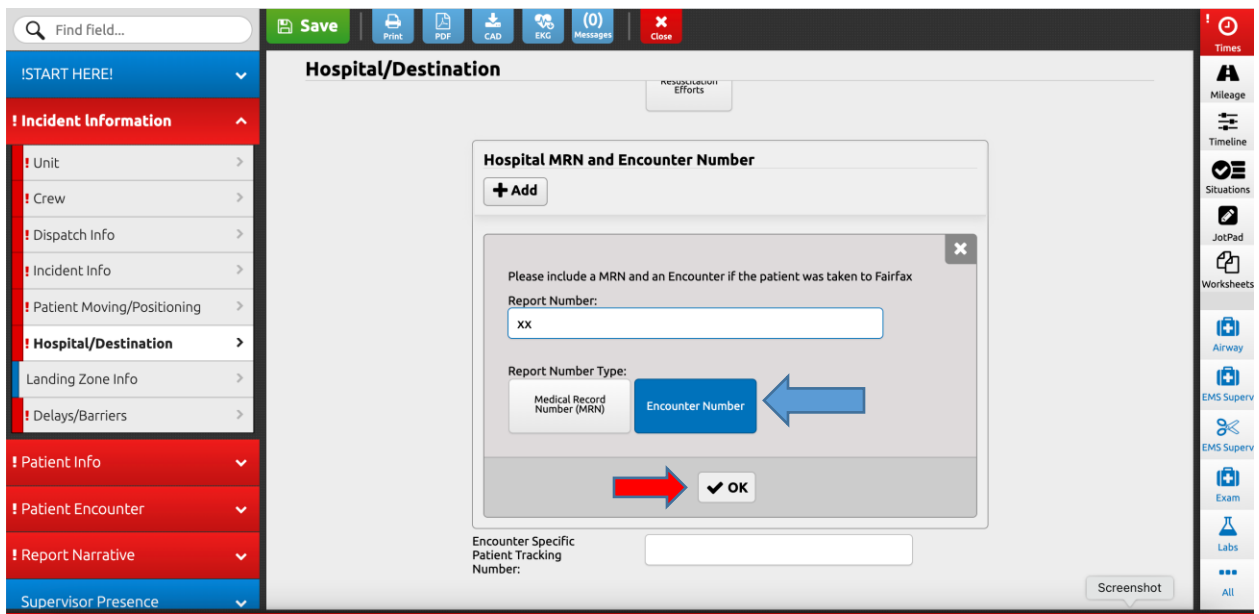 Find field...
Save
Print
PDF
CAD
EKG
(0)
Messages
Close
!START HERE!
! Incident Information
! Unit
! Crew
! Dispatch Info
! Incident Info
! Patient Moving/Positioning
! Hospital/Destination
Landing Zone Info
! Delays/Barriers
! Patient Info
! Patient Encounter
! Report Narrative
Supervisor Presence
Hospital/Destination
Resuscitation
Efforts
Hospital MRN and Encounter Number
Add
Please include a MRN and an Encounter if the patient was taken to Fairfax
Report Number:
xx
Report Number Type:
Medical Record
Number (MRN)
Encounter Number
OK
Encounter Specific
Patient Tracking
Number:
Screenshot
!
Times
Mileage
Timeline
Situations
JotPad
Worksheets
Airway
EMS Superv
EMS Superv
Exam
Labs
All